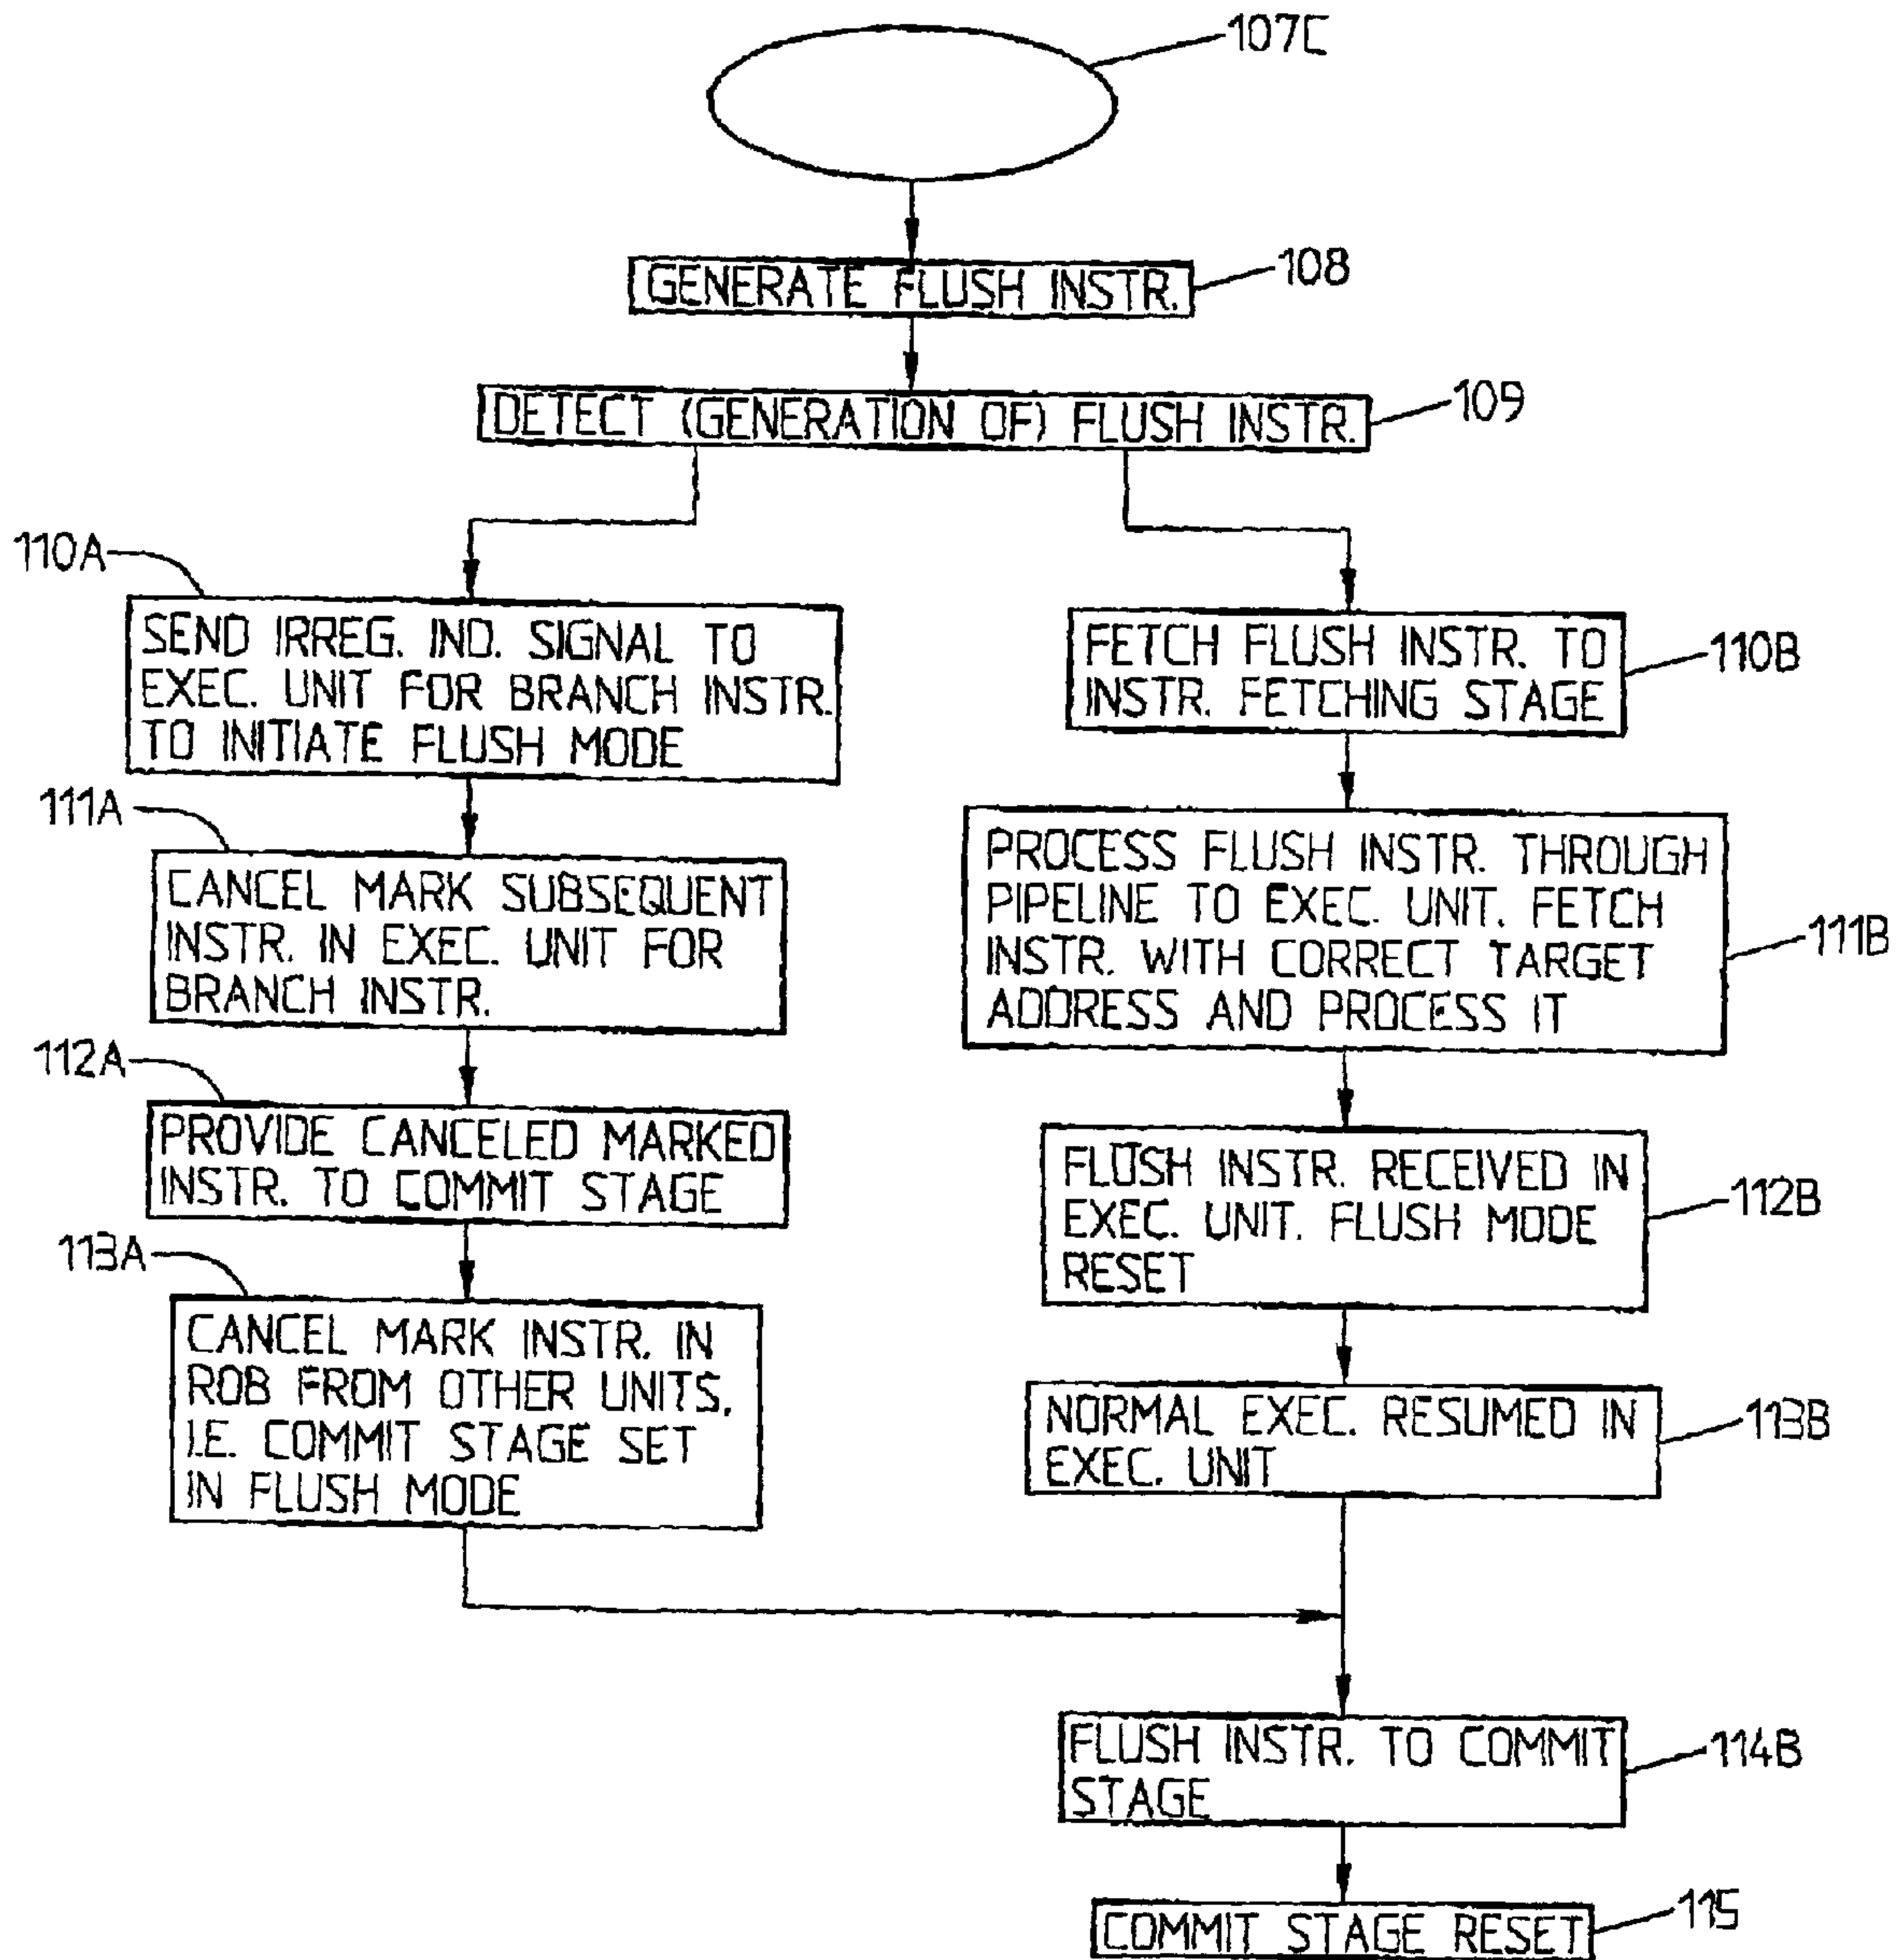 107C
GENERATE FLUSH INSTR.
108
DETECT (GENERATION OF) FLUSH INSTR.
109
110A
SEND IRREG. IND. SIGNAL TO
EXEC. UNIT FOR BRANCH INSTR.
TO INITIATE FLUSH MODE
FETCH FLUSH INSTR. TO
INSTR. FETCHING STAGE
110B
111A
CANCEL MARK SUBSEQUENT
INSTR. IN EXEC. UNIT FOR
BRANCH INSTR.
PROCESS FLUSH INSTR. THROUGH
PIPELINE TO EXEC. UNIT. FETCH
INSTR. WITH CORRECT TARGET
ADDRESS AND PROCESS IT
111B
112A
PROVIDE CANCELED MARKED
INSTR. TO COMMIT STAGE
FLUSH INSTR. RECEIVED IN
EXEC. UNIT. FLUSH MODE
RESET
112B
113A
CANCEL MARK INSTR. IN
ROB FROM OTHER UNITS,
I.E. COMMIT STAGE SET
IN FLUSH MODE
NORMAL EXEC. RESUMED IN
EXEC. UNIT
113B
FLUSH INSTR. TO COMMIT
STAGE
114B
COMMIT STAGE RESET
115